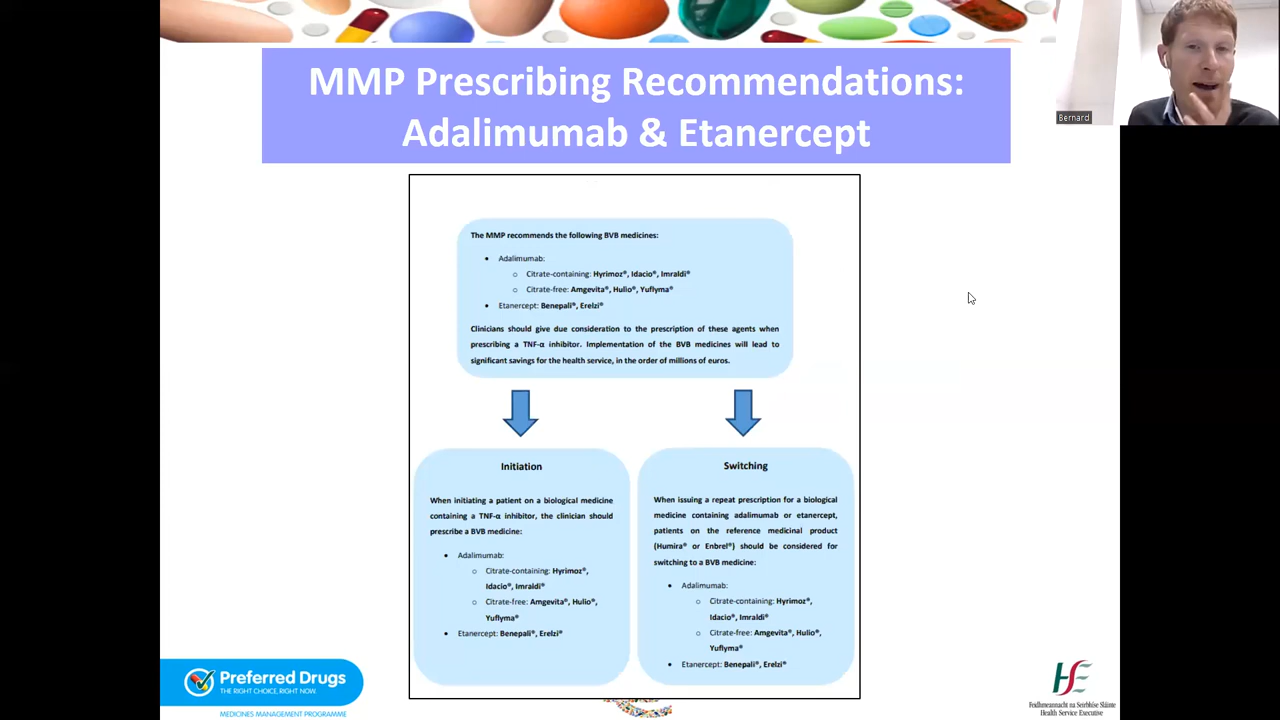 MMP Prescribing Recommendations:
Adalimumab & Etanercept
Bernard
The MMP recommends the following BVB medicines:
• Adalimumab:
o Citrate-containing: Hyrimoz®, Idacio®, Imraldi®
o Citrate-free: Amgevita®, Hulio®, Yuflyma®
• Etanercept: Benepali®, Erelzi®
Clinicians should give due consideration to the prescription of these agents when
prescribing a TNF-α inhibitor. Implementation of the BVB medicines will lead to
significant savings for the health service, in the order of millions of euros.
Initiation
When initiating a patient on a biological medicine
containing a TNF-α inhibitor, the clinician should
prescribe a BVB medicine:
• Adalimumab:
o Citrate-containing: Hyrimoz®,
Idacio®, Imraldi®
o Citrate-free: Amgevita®, Hulio®,
Yuflyma®
• Etanercept: Benepali®, Erelzi®
Switching
When issuing a repeat prescription for a biological
medicine containing adalimumab or etanercept,
patients on the reference medicinal product
(Humira® or Enbrel®) should be considered for
switching to a BVB medicine:
• Adalimumab:
o Citrate-containing: Hyrimoz®,
Idacio®, Imraldi®
o Citrate-free: Amgevita®, Hulio®,
Yuflyma®
• Etanercept: Benepali®, Erelzi®
Preferred Drugs
THE RIGHT CHOICE, RIGHT NOW.
MEDICINES MANAGEMENT PROGRAMME
Feidhmeannacht na Seirbhíse Sláinte
Health Service Executive